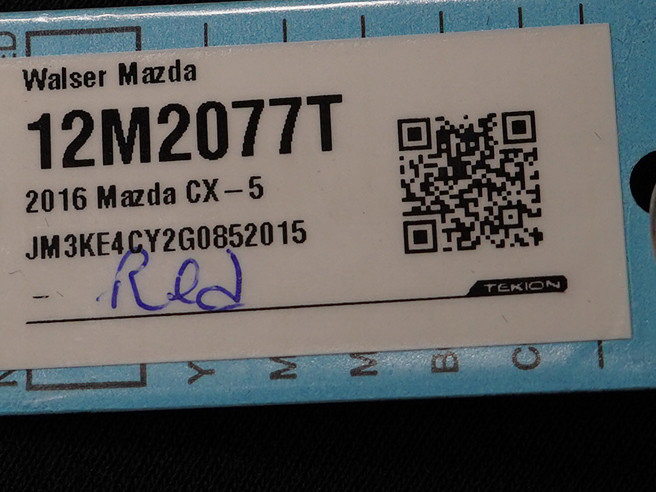 Walser Mazda
12M2077T
2016 Mazda CX-5
JM3KE4CY2G0852015
- Red
TEKION
Y M M B C